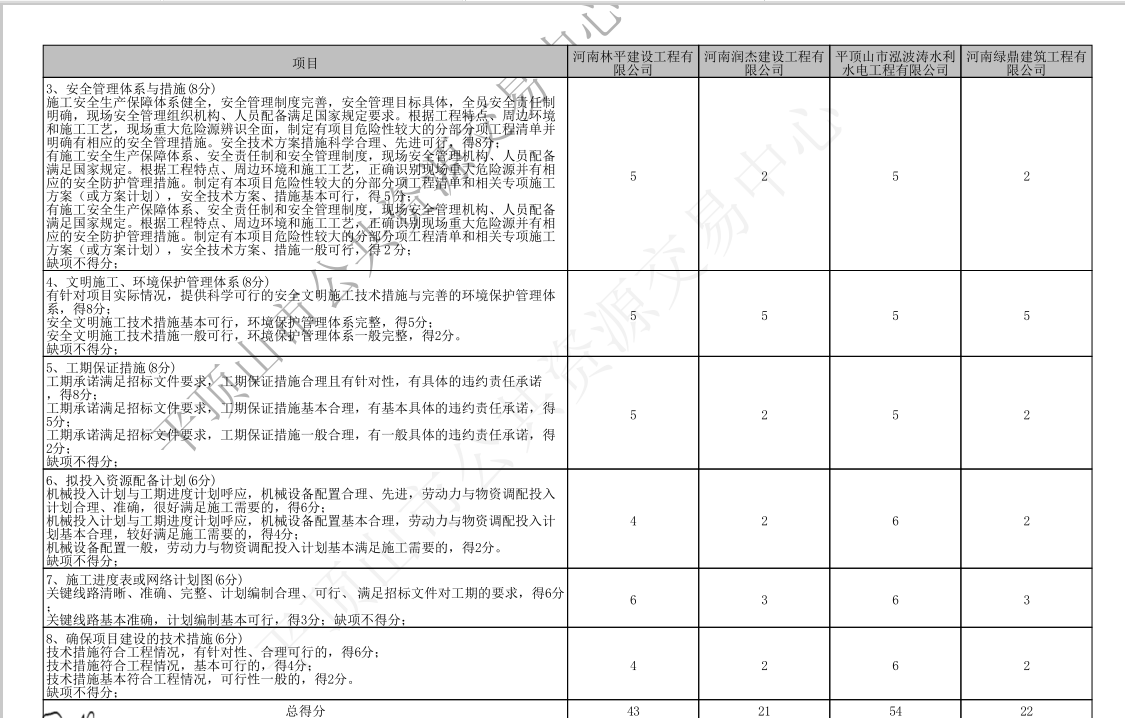 项目
河南林平建设工程有限公司
河南润杰建设工程有限公司
平顶山市泓波涛水利水电工程有限公司
河南绿鼎建筑工程有限公司
3、安全管理体系与措施(8分)
施工安全生产保障体系健全，安全管理制度完善，安全管理目标具体，全员安全责任制
明确，现场安全管理组织机构、人员配备满足国家规定要求。根据工程特点、周边环境
和施工工艺，现场重大危险源辨识全面，制定有项目危险性较大的分部分项工程清单并
明确有相应的安全管理措施。安全技术方案措施科学合理、先进可行，得8分；
有施工安全生产保障体系、安全责任制和安全管理制度，现场安全管理机构、人员配备
满足国家规定。根据工程特点、周边环境和施工工艺，正确识别现场重大危险源并有相
应的安全防护管理措施。制定有本项目危险性较大的分部分项工程清单和相关专项施工
方案（或方案计划），安全技术方案、措施基本可行，得 5分；
有施工安全生产保障体系、安全责任制和安全管理制度，现场安全管理机构、人员配备
满足国家规定。根据工程特点、周边环境和施工工艺，正确识别现场重大危险源并有相
应的安全防护管理措施。制定有本项目危险性较大的分部分项工程清单和相关专项施工
方案（或方案计划），安全技术方案、措施一般可行，得 2 分；
缺项不得分；
5 2 5 2
4、文明施工、环境保护管理体系(8分)
有针对项目实际情况，提供科学可行的安全文明施工技术措施与完善的环境保护管理体
系，得8分；
安全文明施工技术措施基本可行，环境保护管理体系完整，得5分；
安全文明施工技术措施一般可行，环境保护管理体系一般完整，得2分。
缺项不得分；
5 5 5 5
5、工期保证措施(8分)
工期承诺满足招标文件要求，工期保证措施合理且有针对性，有具体的违约责任承诺
，得8分；
工期承诺满足招标文件要求，工期保证措施基本合理，有基本具体的违约责任承诺，得
5分；
工期承诺满足招标文件要求，工期保证措施一般合理，有一般具体的违约责任承诺，得
2分；
缺项不得分；
5 2 5 2
6、拟投入资源配备计划(6分)
机械投入计划与工期进度计划呼应，机械设备配置合理、先进，劳动力与物资调配投入
计划合理、准确，很好满足施工需要的，得6分；
机械投入计划与工期进度计划呼应，机械设备配置基本合理，劳动力与物资调配投入计
划基本合理，较好满足施工需要的，得4分；
机械设备配置一般，劳动力与物资调配投入计划基本满足施工需要的，得2分。
缺项不得分；
4 2 6 2
7、施工进度表或网络计划图(6分)
关键线路清晰、准确、完整、计划编制合理、可行、满足招标文件对工期的要求，得6分
；
关键线路基本准确，计划编制基本可行，得3分；缺项不得分；
6 3 6 3
8、确保项目建设的技术措施(6分)
技术措施符合工程情况，有针对性、合理可行的，得6分；
技术措施符合工程情况，基本可行的，得4分；
技术措施基本符合工程情况，可行性一般的，得2分。
缺项不得分；
4 2 6 2
总得分 43 21 54 22
平顶山市公共资源交易中心
平顶山市公共资源交易中心